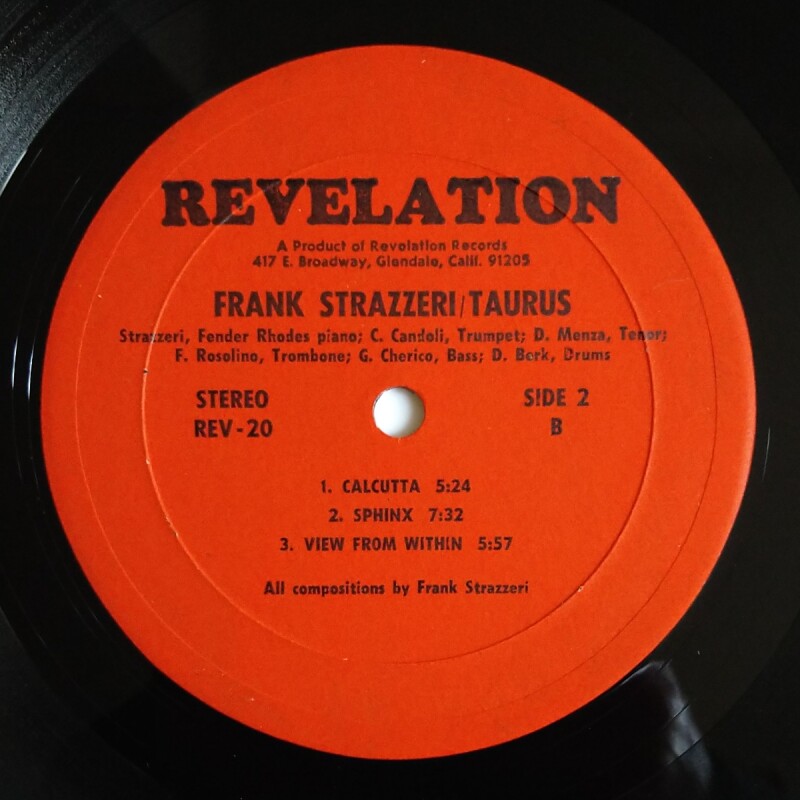 REVELATION
A Product of Revelation Records
417 E. Broadway, Glendale, Calif. 91205
FRANK STRAZZERI/TAURUS
Strazzeri, Fender Rhodes piano; C. Candoli, Trumpet; D. Menza, Tenor;
F. Rosolino, Trombone; G. Cherico, Bass; D. Berk, Drums
STEREO SIDE 2
REV-20 B
1. CALCUTTA 5:24
2. SPHINX 7:32
3. VIEW FROM WITHIN 5:57
All compositions by Frank Strazzeri